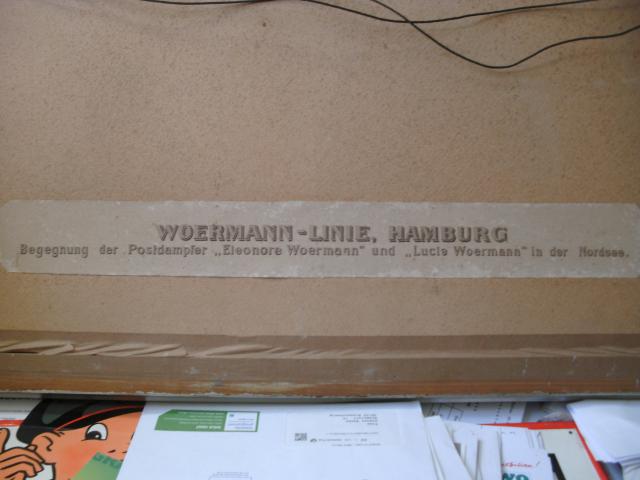 WOERMANN-LINIE, HAMBURG
Begegnung der Postdampfer „Eleonore Woermann" und „Lucie Woermann" in der Nordsee.